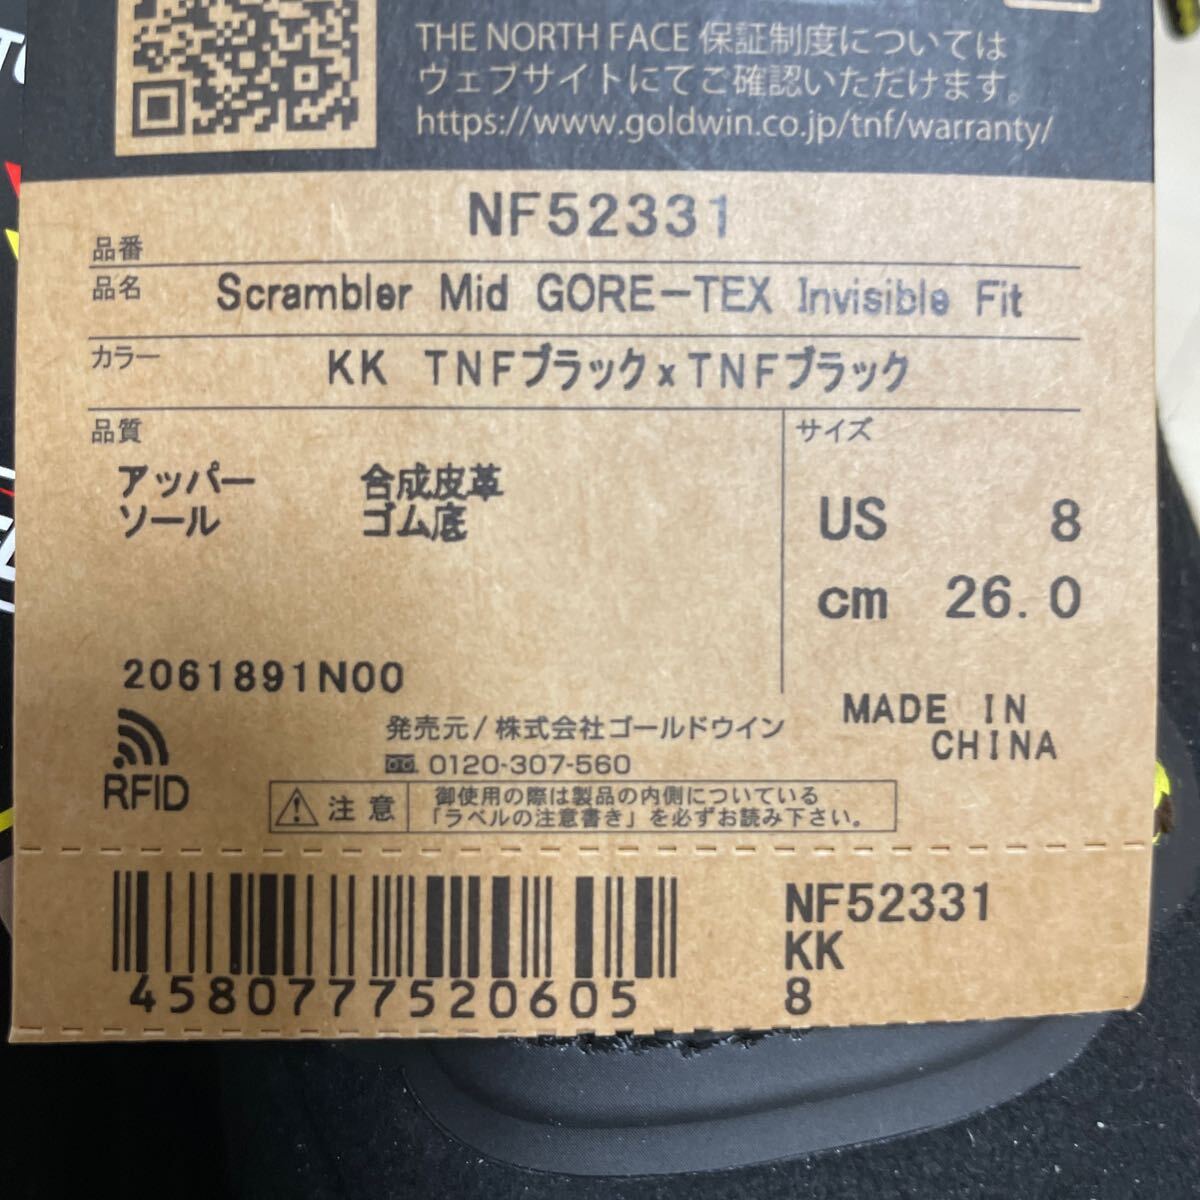 THE NORTH FACE 保証制度については
ウェブサイトにてご確認いただけます。
https://www.goldwin.co.jp/tnf/warranty/
品番 NF52331
品名 Scrambler Mid GORE-TEX Invisible Fit
カラー KK TNFブラックxTNFブラック
品質
アッパー 合成皮革
ソール ゴム底
サイズ
US 8
cm 26.0
2061891N00
RFID
発売元/株式会社ゴールドウイン
0120-307-560
MADE IN
CHINA
注意 御使用の際は製品の内側についている
「ラベルの注意書き」を必ずお読み下さい。
4580777520605
NF52331
KK
8